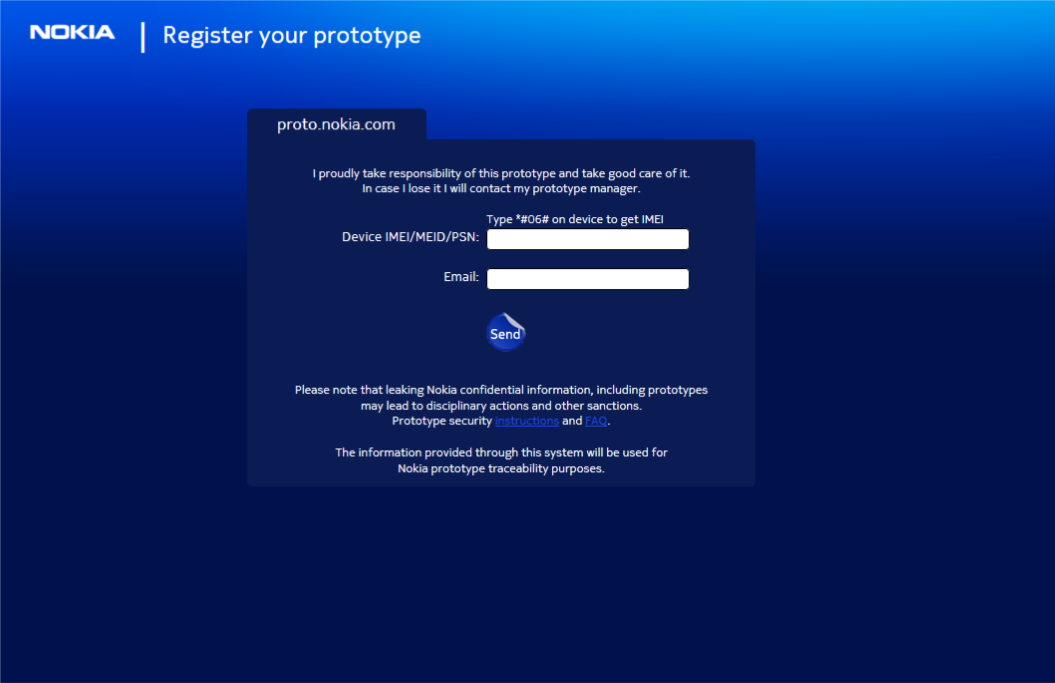 NOKIA | Register your prototype
proto.nokia.com
I proudly take responsibility of this prototype and take good care of it.
In case I lose it I will contact my prototype manager.
Type *#06# on device to get IMEI
Device IMEI/MEID/PSN:
Email:
Send
Please note that leaking Nokia confidential information, including prototypes
may lead to disciplinary actions and other sanctions.
Prototype security instructions and FAQ.
The information provided through this system will be used for
Nokia prototype traceability purposes.